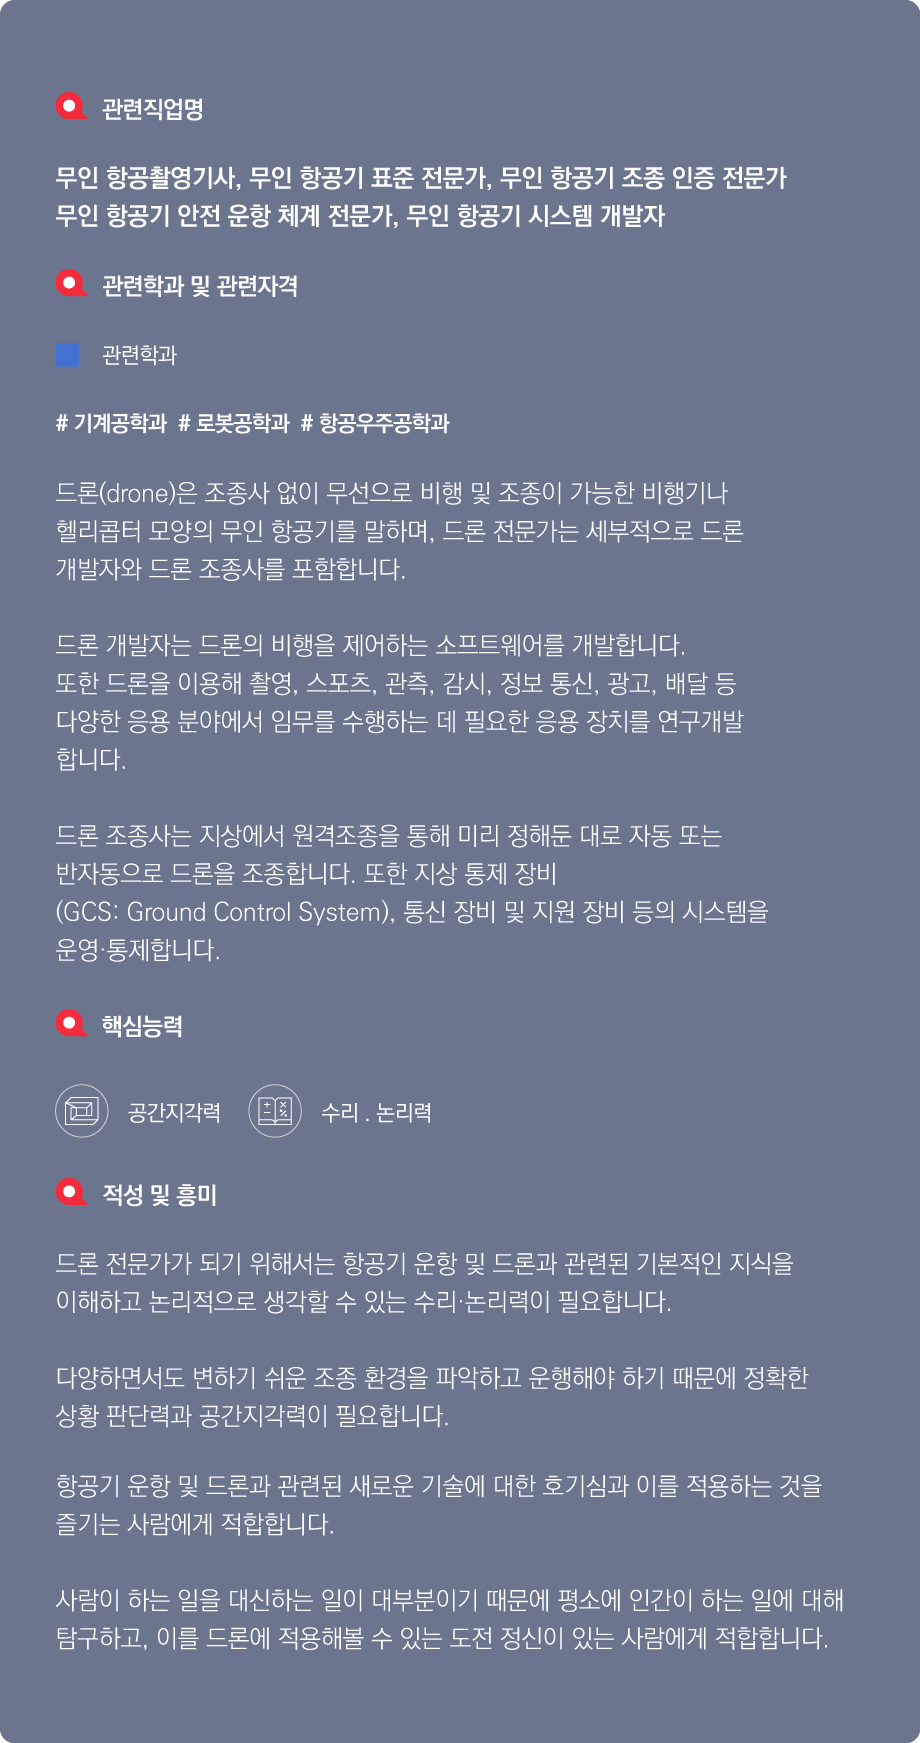 관련직업명
무인 항공촬영기사, 무인 항공기 표준 전문가, 무인 항공기 조종 인증 전문가
무인 항공기 안전 운항 체계 전문가, 무인 항공기 시스템 개발자
관련학과 및 관련자격
관련학과
# 기계공학과 # 로봇공학과 # 항공우주공학과
드론(drone)은 조종사 없이 무선으로 비행 및 조종이 가능한 비행기나
헬리콥터 모양의 무인 항공기를 말하며, 드론 전문가는 세부적으로 드론
개발자와 드론 조종사를 포함합니다.
드론 개발자는 드론의 비행을 제어하는 소프트웨어를 개발합니다.
또한 드론을 이용해 촬영, 스포츠, 관측, 감시, 정보 통신, 광고, 배달 등
다양한 응용 분야에서 임무를 수행하는 데 필요한 응용 장치를 연구개발
합니다.
드론 조종사는 지상에서 원격조종을 통해 미리 정해둔 대로 자동 또는
반자동으로 드론을 조종합니다. 또한 지상 통제 장비
(GCS: Ground Control System), 통신 장비 및 지원 장비 등의 시스템을
운영·통제합니다.
핵심능력
공간지각력 수리 . 논리력
적성 및 흥미
드론 전문가가 되기 위해서는 항공기 운항 및 드론과 관련된 기본적인 지식을
이해하고 논리적으로 생각할 수 있는 수리·논리력이 필요합니다.
다양하면서도 변하기 쉬운 조종 환경을 파악하고 운행해야 하기 때문에 정확한
상황 판단력과 공간지각력이 필요합니다.
항공기 운항 및 드론과 관련된 새로운 기술에 대한 호기심과 이를 적용하는 것을
즐기는 사람에게 적합합니다.
사람이 하는 일을 대신하는 일이 대부분이기 때문에 평소에 인간이 하는 일에 대해
탐구하고, 이를 드론에 적용해볼 수 있는 도전 정신이 있는 사람에게 적합합니다.